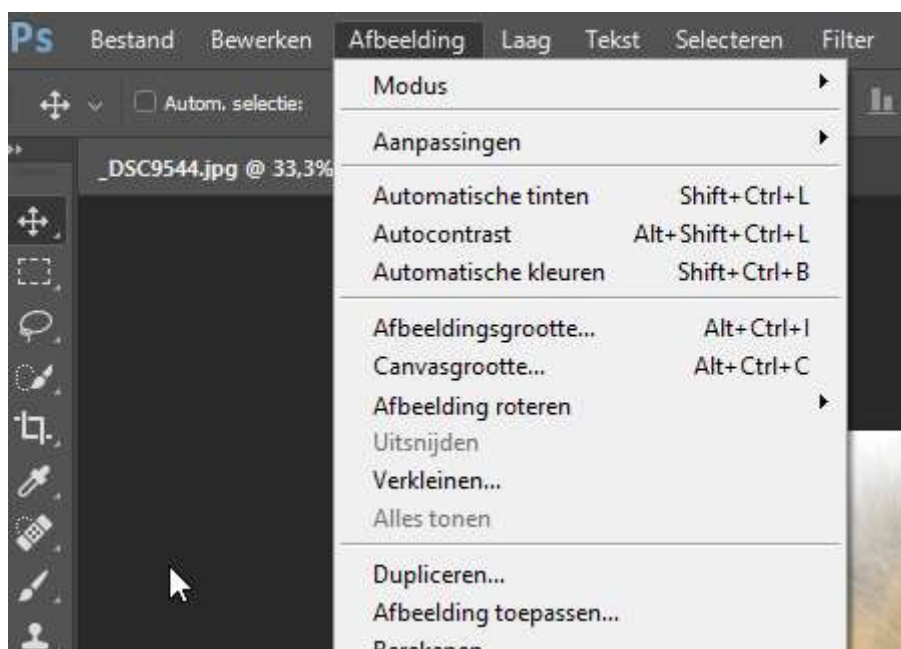 Ps Bestand Bewerken Afbeelding Laag Tekst Selecteren Filter
Autom. selectie:
_DSC9544.jpg @ 33,3%
Modus
Aanpassingen
Automatische tinten Shift+Ctrl+L
Autocontrast Alt+Shift+Ctrl+L
Automatische kleuren Shift+Ctrl+B
Afbeeldingsgrootte... Alt+Ctrl+I
Canvasgrootte... Alt+Ctrl+C
Afbeelding roteren
Uitsnijden
Verkleinen...
Alles tonen
Dupliceren...
Afbeelding toepassen...